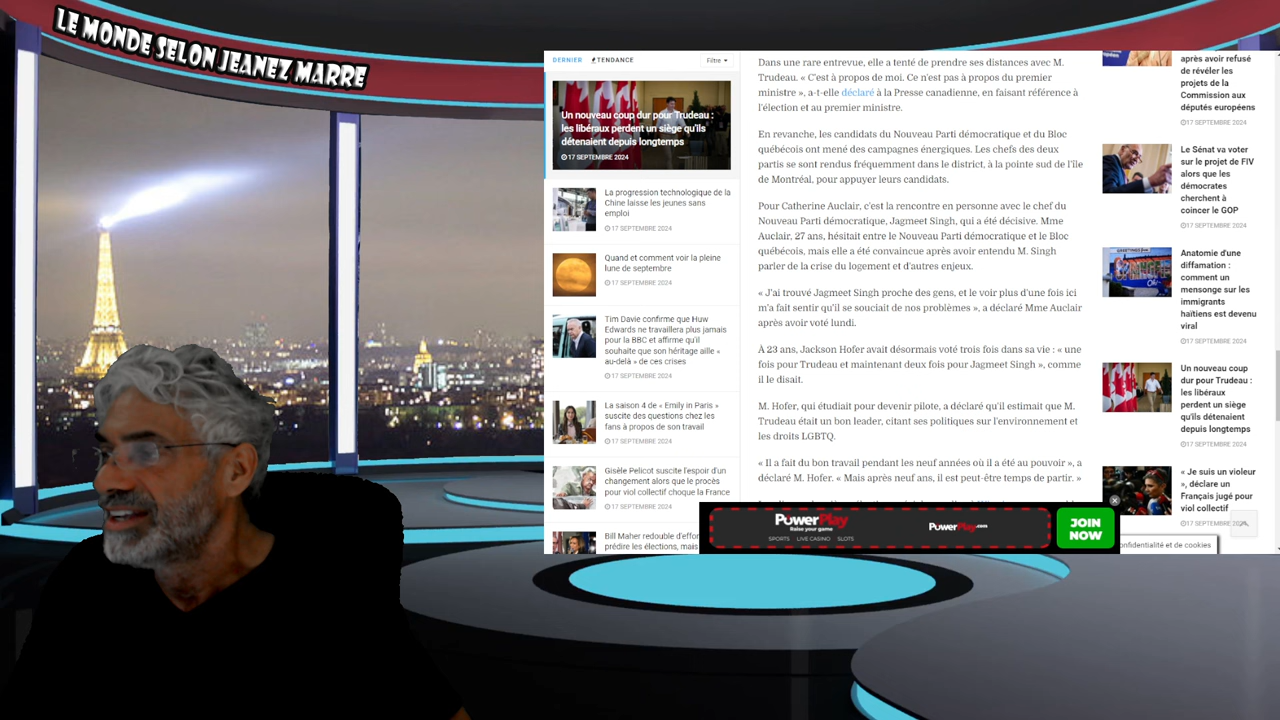 LE MONDE SELON JEANEZ MARRE
DERNIER
TENDANCE
Filtre
Un nouveau coup dur pour Trudeau :
les libéraux perdent un siège qu'ils
détenaient depuis longtemps
17 SEPTEMBRE 2024
La progression technologique de la
Chine laisse les jeunes sans
emploi
17 SEPTEMBRE 2024
Quand et comment voir la pleine
lune de septembre
17 SEPTEMBRE 2024
Tim Davie confirme que Huw
Edwards ne travaillera plus jamais
pour la BBC et affirme qu'il
souhaite que son héritage aille «
au-delà » de ces crises
17 SEPTEMBRE 2024
La saison 4 de « Emily in Paris »
suscite des questions chez les
fans à propos de son travail
17 SEPTEMBRE 2024
Gisèle Pelicot suscite l'espoir d'un
changement alors que le procès
pour viol collectif choque la France
17 SEPTEMBRE 2024
Bill Maher redouble d'effor
prédire les élections, mais
Dans une rare entrevue, elle a tenté de prendre ses distances avec M.
Trudeau. « C'est à propos de moi. Ce n'est pas à propos du premier
ministre », a-t-elle déclaré à la Presse canadienne, en faisant référence à
l'élection et au premier ministre.
En revanche, les candidats du Nouveau Parti démocratique et du Bloc
québécois ont mené des campagnes énergiques. Les chefs des deux
partis se sont rendus fréquemment dans le district, à la pointe sud de l'île
de Montréal, pour appuyer leurs candidats.
Pour Catherine Auclair, c'est la rencontre en personne avec le chef du
Nouveau Parti démocratique, Jagmeet Singh, qui a été décisive. Mme
Auclair, 27 ans, hésitait entre le Nouveau Parti démocratique et le Bloc
québécois, mais elle a été convaincue après avoir entendu M. Singh
parler de la crise du logement et d'autres enjeux.
« J'ai trouvé Jagmeet Singh proche des gens, et le voir plus d'une fois ici
m'a fait sentir qu'il se souciait de nos problèmes », a déclaré Mme Auclair
après avoir voté lundi.
À 23 ans, Jackson Hofer avait désormais voté trois fois dans sa vie : « une
fois pour Trudeau et maintenant deux fois pour Jagmeet Singh », comme
il le disait.
M. Hofer, qui étudiait pour devenir pilote, a déclaré qu'il estimait que M.
Trudeau était un bon leader, citant ses politiques sur l'environnement et
les droits LGBTQ.
« Il a fait du bon travail pendant les neuf années où il a été au pouvoir », a
déclaré M. Hofer. « Mais après neuf ans, il est peut-être temps de partir. »
après avoir refusé
de révéler les
projets de la
Commission aux
députés européens
17 SEPTEMBRE 2024
Le Sénat va voter
sur le projet de FIV
alors que les
démocrates
cherchent à
coincer le GOP
17 SEPTEMBRE 2024
Anatomie d'une
diffamation :
comment un
mensonge sur les
immigrants
haïtiens est devenu
viral
17 SEPTEMBRE 2024
Un nouveau coup
dur pour Trudeau :
les libéraux
perdent un siège
qu'ils détenaient
depuis longtemps
17 SEPTEMBRE 2024
« Je suis un violeur
», déclare un
Français jugé pour
viol collectif
17 SEPTEMBRE 2024
PowerPlay
Raise your game
SPORTS LIVE CASINO SLOTS
PowerPlay.com
JOIN
NOW
onfidentialité et de cookies